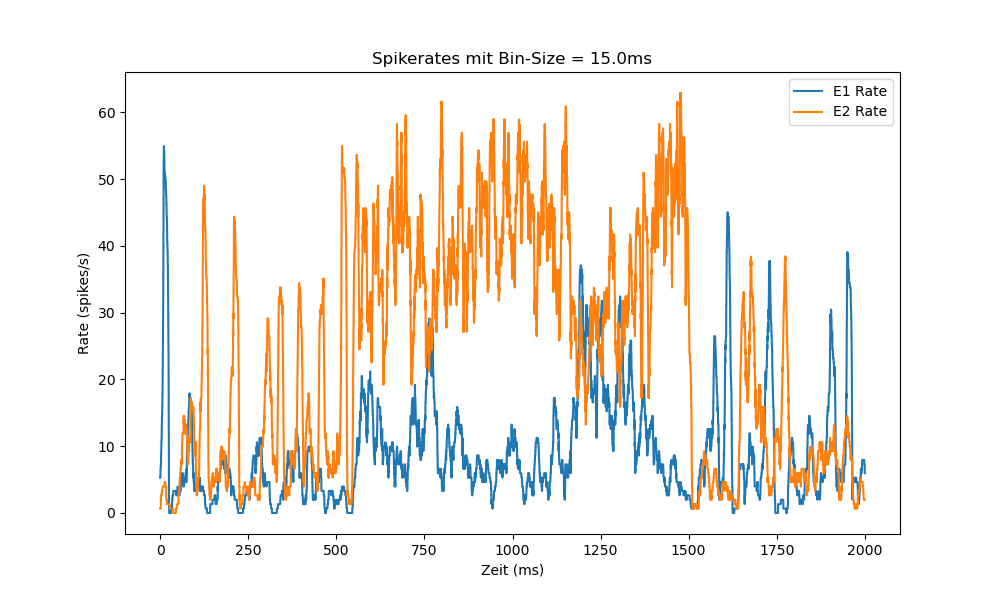 Spikerates mit Bin-Size = 15.0ms
E1 Rate
E2 Rate
60
50
40
30
20
10
0
Rate (spikes/s)
0 250 500 750 1000 1250 1500 1750 2000
Zeit (ms)